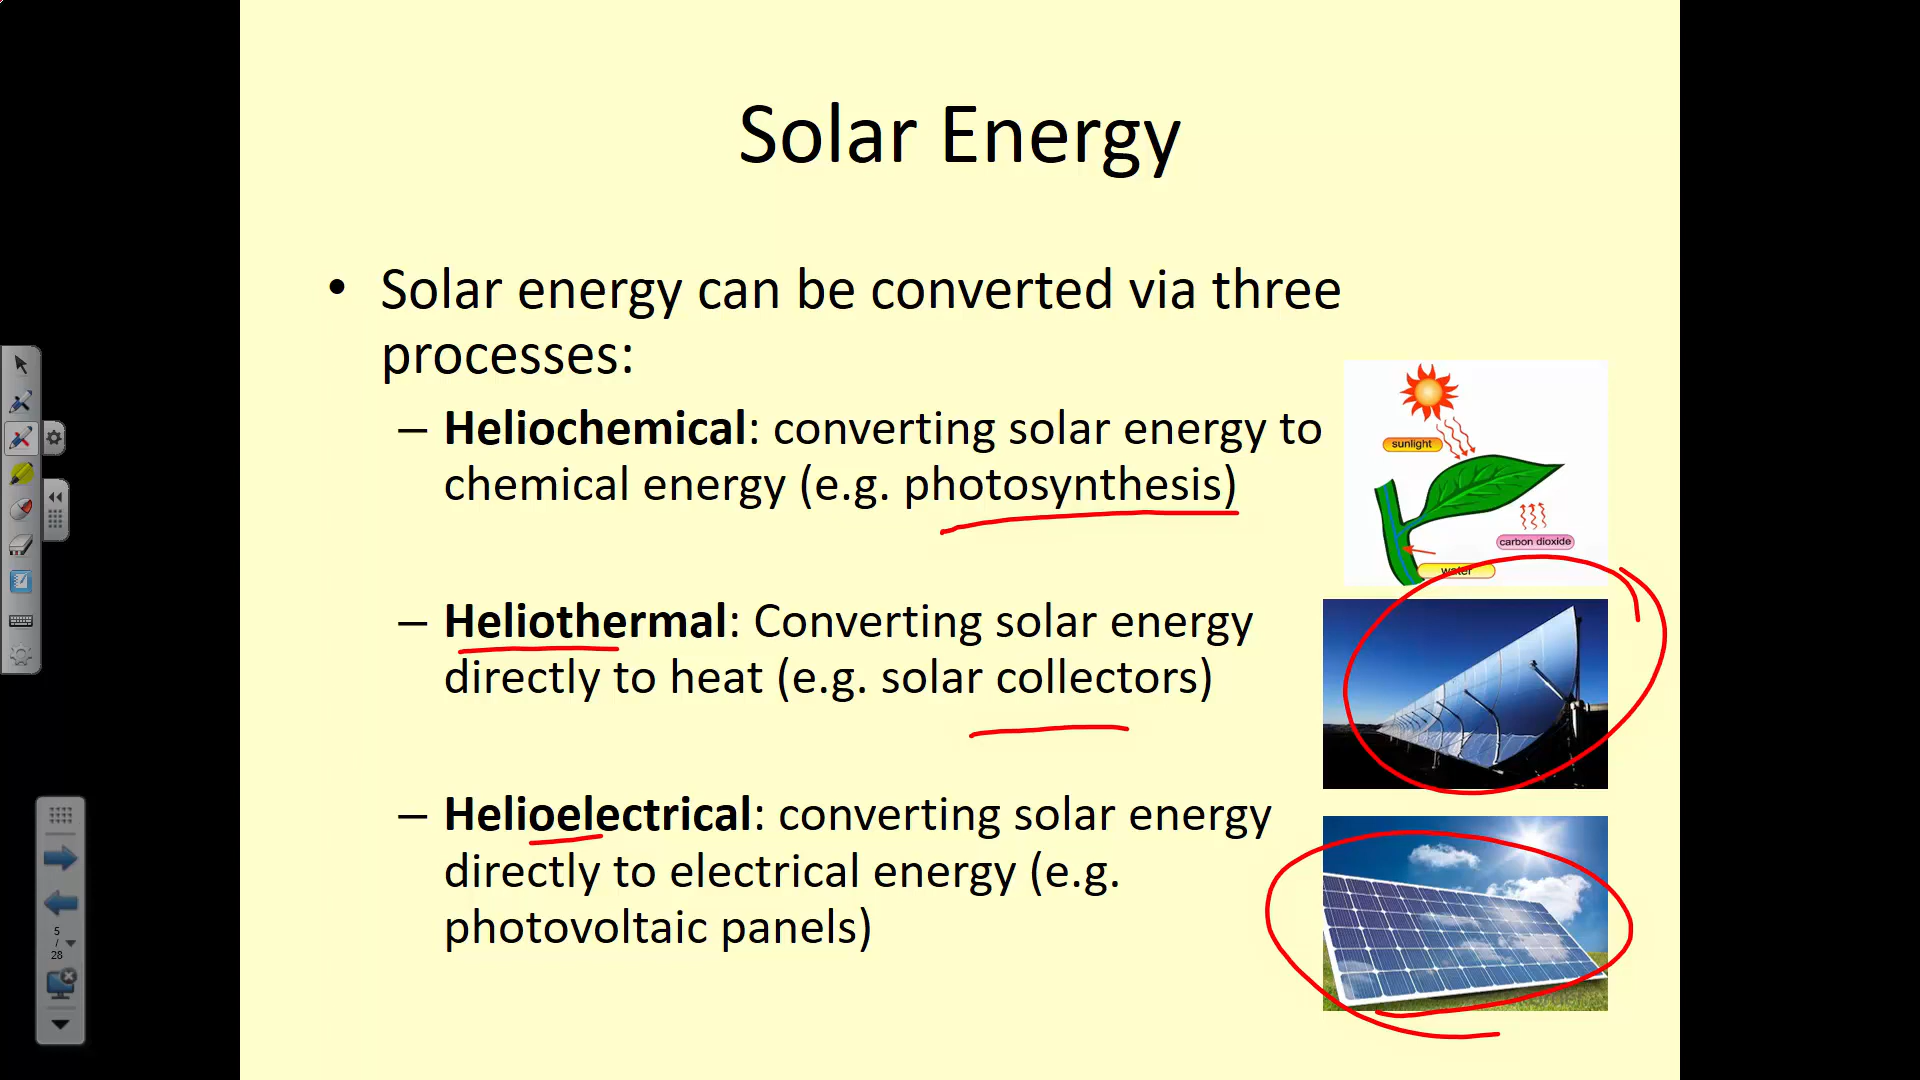 Solar Energy
• Solar energy can be converted via three
processes:
– Heliochemical: converting solar energy to
chemical energy (e.g. photosynthesis)
– Heliothermal: Converting solar energy
directly to heat (e.g. solar collectors)
– Helioelectrical: converting solar energy
directly to electrical energy (e.g.
photovoltaic panels)
sunlight
carbon dioxide
water
5
/
28